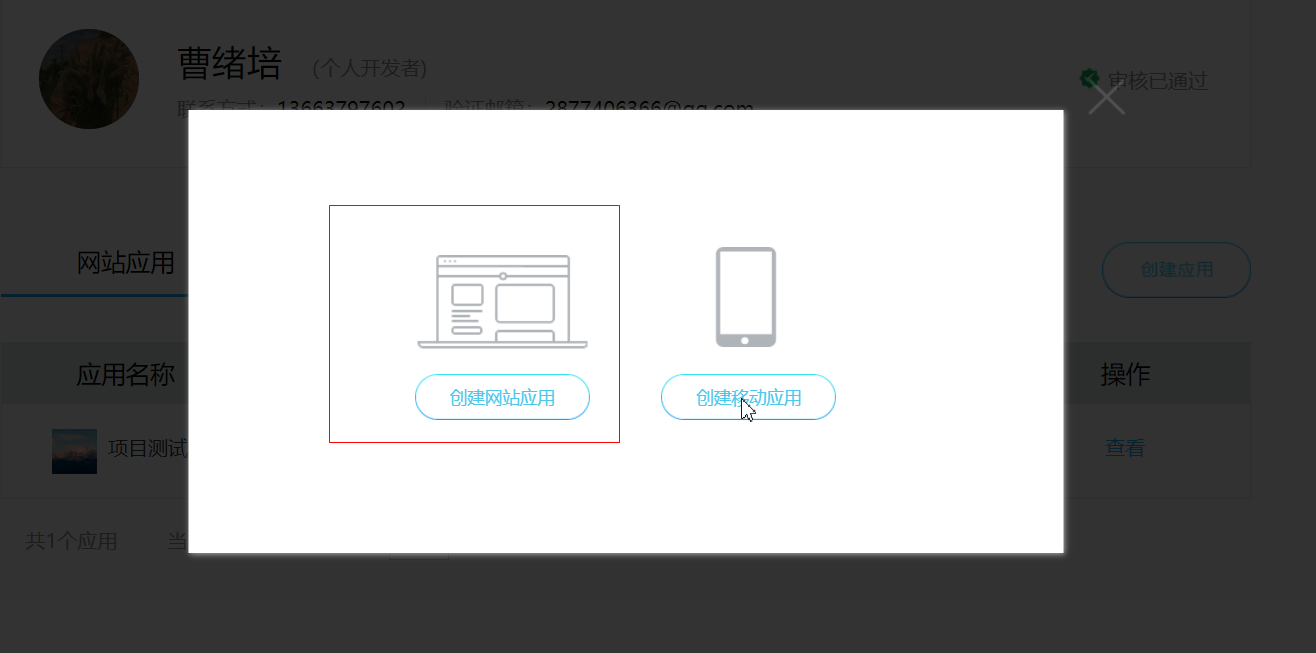 曹绪培 (个人开发者)
审核已通过
联系方式：13663797602 验证邮箱：2877406366@qq.com
网站应用
创建应用
应用名称 操作
创建网站应用 创建移动应用
项目测试 查看
共1个应用 当